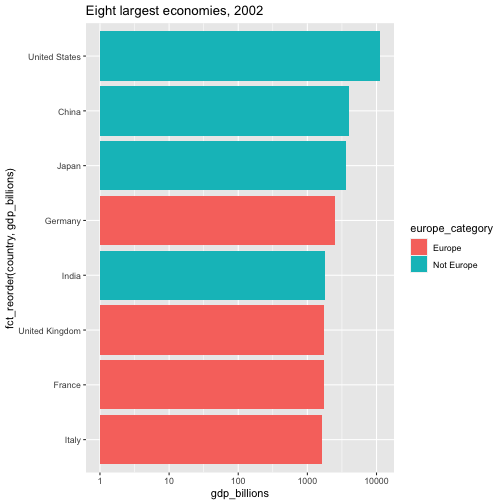 Eight largest economies, 2002
fct_reorder(country, gdp_billions)
United States
China
Japan
Germany
India
United Kingdom
France
Italy
1
10
100
1000
10000
gdp_billions
europe_category
Europe
Not Europe